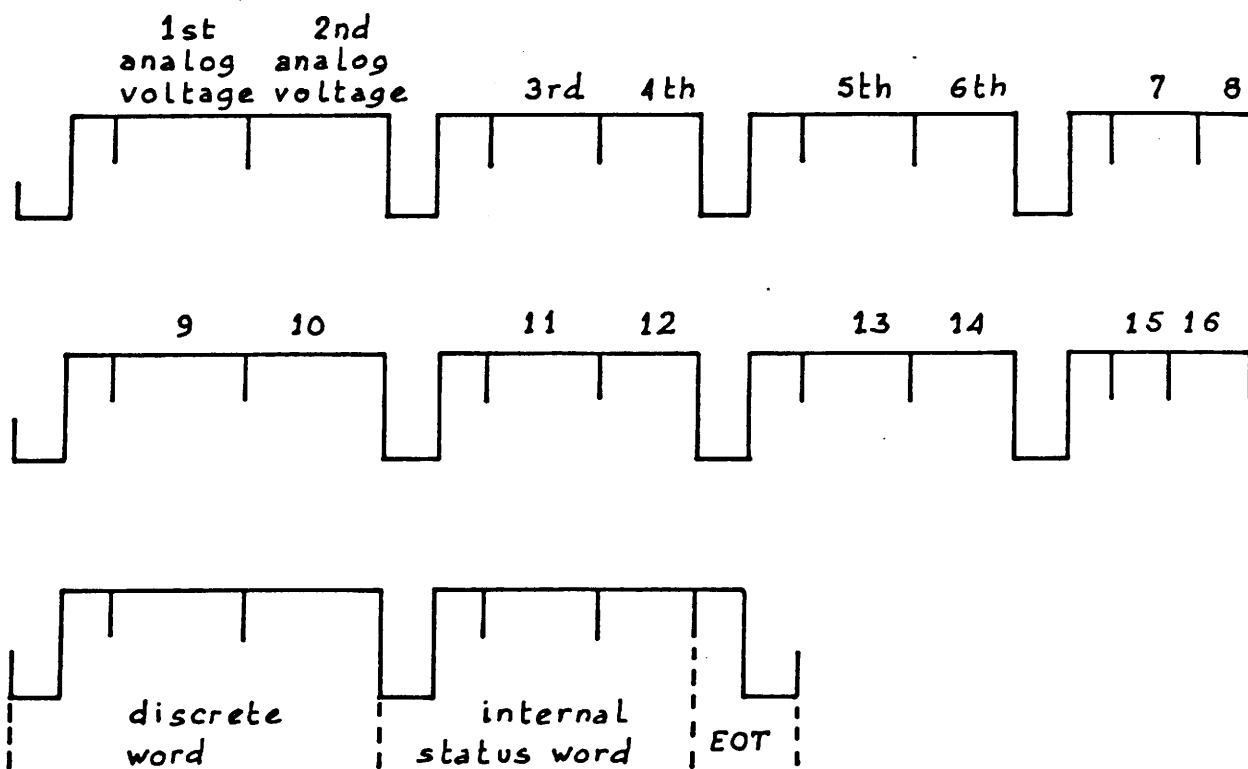 1st 2nd
analog analog
voltage voltage 3rd 4th 5th 6th 7 8
9 10 11 12 13 14 15 16
discrete internal
word status word EOT